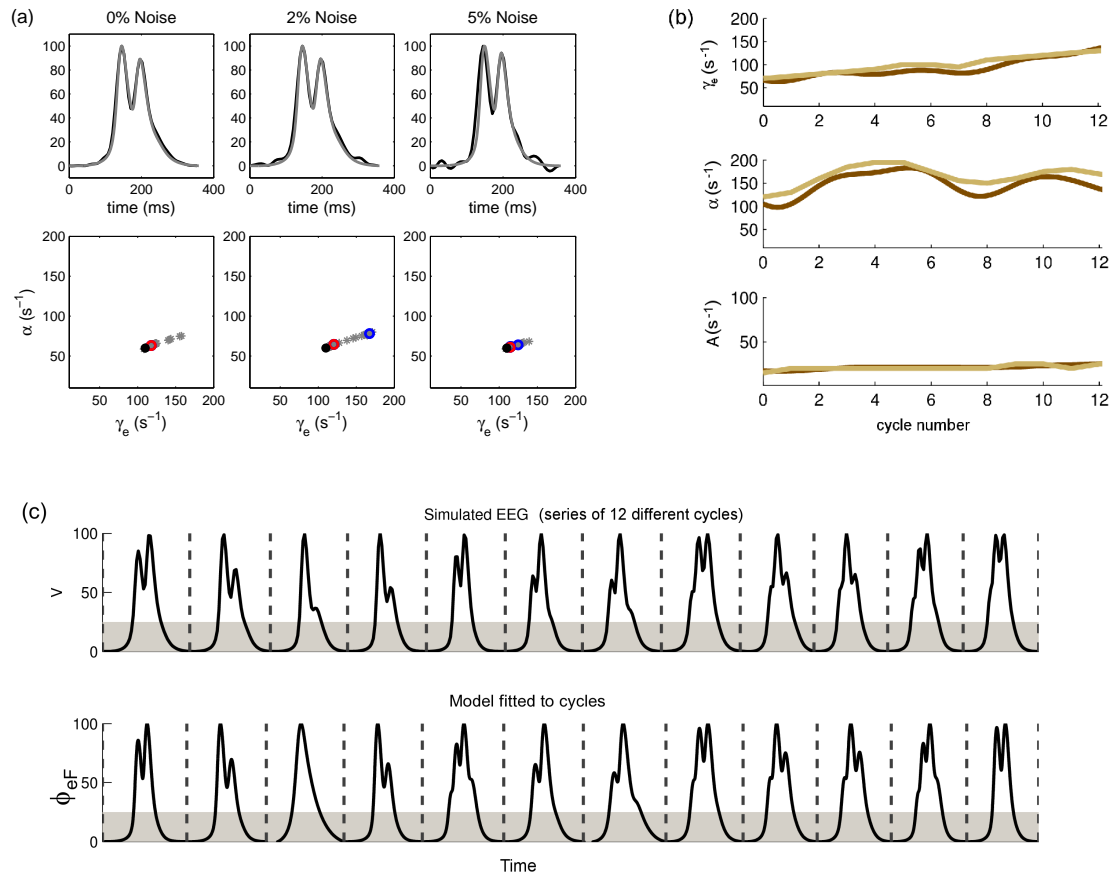 (a)
0% Noise
2% Noise
5% Noise
100
80
60
40
20
0
0 200 400
time (ms)
100
80
60
40
20
0
0 200 400
time (ms)
100
80
60
40
20
0
0 200 400
time (ms)
α (s⁻¹)
200
150
100
50
50 100 150 200
γe (s⁻¹)
200
150
100
50
50 100 150 200
γe (s⁻¹)
200
150
100
50
50 100 150 200
γe (s⁻¹)
(b)
γe (s⁻¹)
200
150
100
50
0 2 4 6 8 10 12
α (s⁻¹)
200
150
100
50
0 2 4 6 8 10 12
A (s⁻¹)
100
50
0 2 4 6 8 10 12
cycle number
(c)
Simulated EEG (series of 12 different cycles)
V
100
50
0
Model fitted to cycles
ϕeF
100
50
0
Time